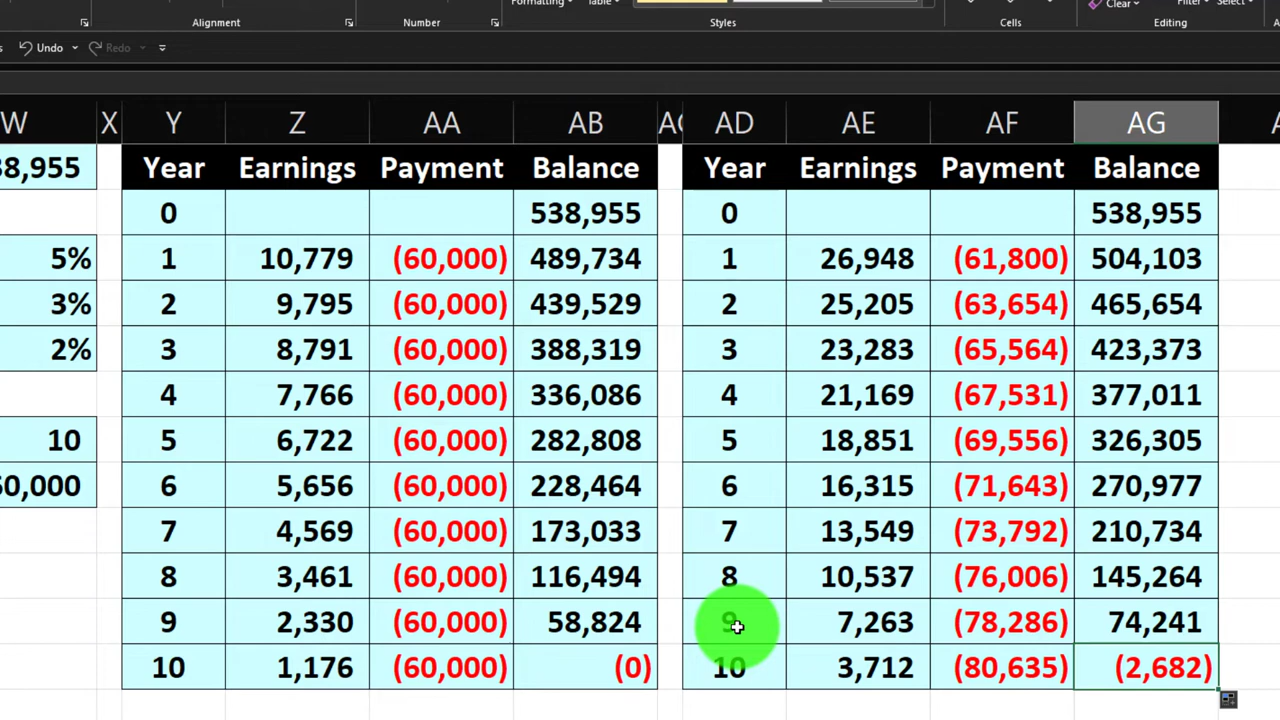 Formatting Table Clear Filter Select
Alignment Number Styles Cells Editing
Undo Redo
W X Y Z AA AB AD AE AF AG
38,955 Year Earnings Payment Balance Year Earnings Payment Balance
0 538,955 0 538,955
5% 1 10,779 (60,000) 489,734 1 26,948 (61,800) 504,103
3% 2 9,795 (60,000) 439,529 2 25,205 (63,654) 465,654
2% 3 8,791 (60,000) 388,319 3 23,283 (65,564) 423,373
4 7,766 (60,000) 336,086 4 21,169 (67,531) 377,011
10 5 6,722 (60,000) 282,808 5 18,851 (69,556) 326,305
60,000 6 5,656 (60,000) 228,464 6 16,315 (71,643) 270,977
7 4,569 (60,000) 173,033 7 13,549 (73,792) 210,734
8 3,461 (60,000) 116,494 8 10,537 (76,006) 145,264
9 2,330 (60,000) 58,824 9 7,263 (78,286) 74,241
10 1,176 (60,000) (0) 10 3,712 (80,635) (2,682)